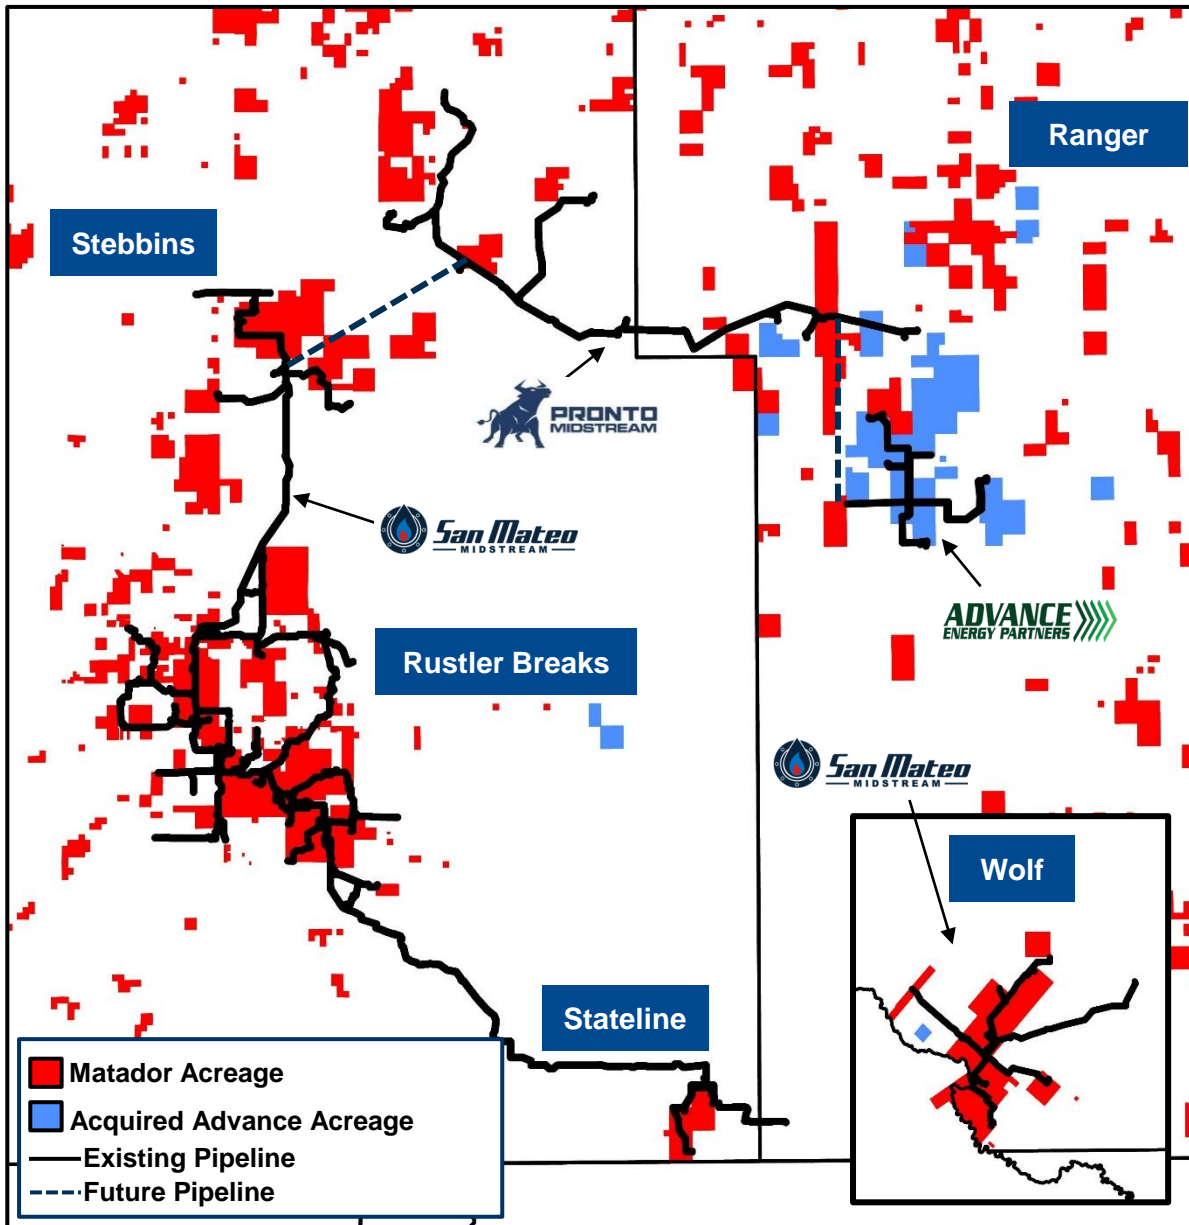 Ranger
Stebbins
PRONTO
MIDSTREAM
San Mateo
MIDSTREAM
ADVANCE
ENERGY PARTNERS
Rustler Breaks
San Mateo
MIDSTREAM
Wolf
Stateline
Matador Acreage
Acquired Advance Acreage
Existing Pipeline
Future Pipeline